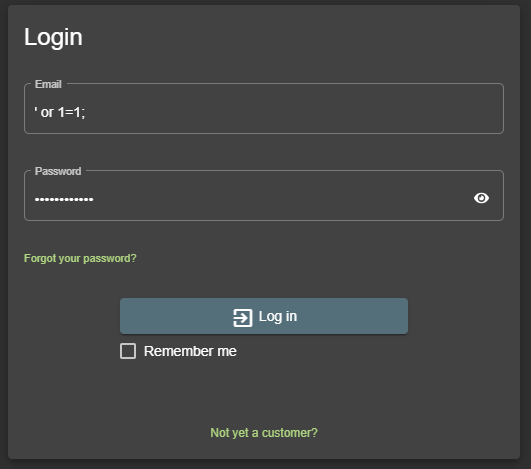 Login
Email
' or 1=1;
Password
••••••••••••
Forgot your password?
Log in
Remember me
Not yet a customer?